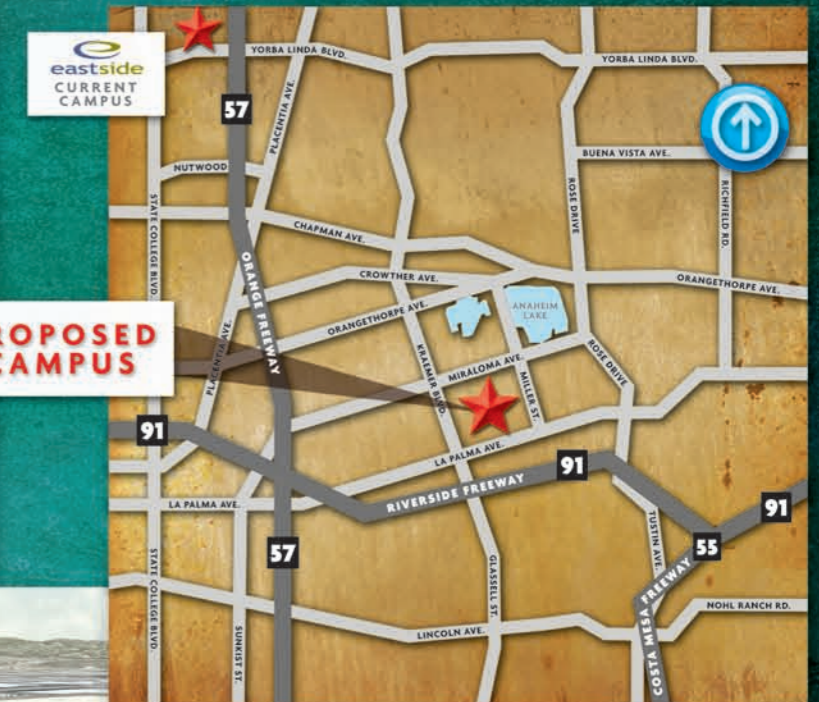 eastside
CURRENT
CAMPUS
YORBA LINDA BLVD.
YORBA LINDA BLVD.
57
PLACENTIA AVE.
BUENA VISTA AVE.
NUTWOOD
STATE COLLEGE BLVD.
ROSE DRIVE
RICHFIELD RD.
CHAPMAN AVE.
ORANGE FREEWAY
CROWTHER AVE.
ORANGETHORPE AVE.
ORANGETHORPE AVE.
ANAHEIM
LAKE
ROPOSED
CAMPUS
PLACENTIA AVE.
KRAEMER BLVD.
MIRALOMA AVE.
MILLER ST.
ROSE DRIVE
91
LA PALMA AVE.
91
RIVERSIDE FREEWAY
LA PALMA AVE.
91
57
55
TUSTIN AVE.
STATE COLLEGE BLVD.
SUNKIST ST.
GLASSELL ST.
COSTA MESA FREEWAY
NOHL RANCH RD.
LINCOLN AVE.